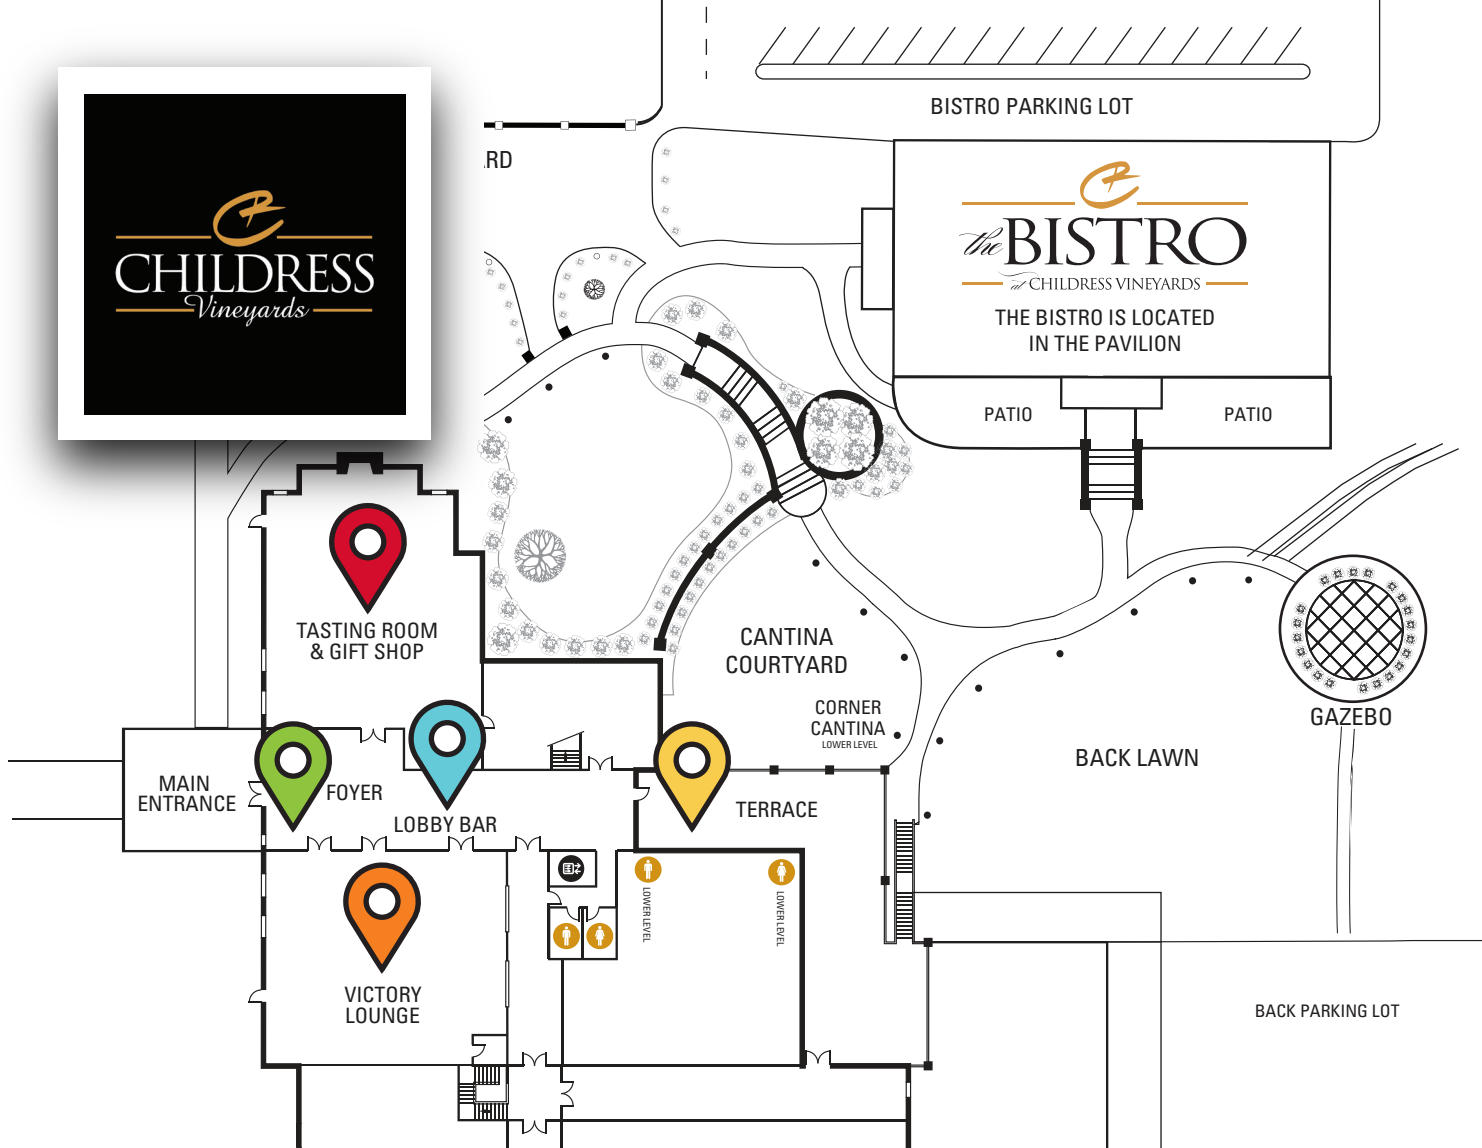 BISTRO PARKING LOT
RD
CHILDRESS
Vineyards
the BISTRO
at CHILDRESS VINEYARDS
THE BISTRO IS LOCATED
IN THE PAVILION
PATIO
PATIO
TASTING ROOM
& GIFT SHOP
CANTINA
COURTYARD
CORNER
CANTINA
LOWER LEVEL
GAZEBO
BACK LAWN
MAIN
ENTRANCE
FOYER
LOBBY BAR
TERRACE
LOWER LEVEL
LOWER LEVEL
VICTORY
LOUNGE
BACK PARKING LOT